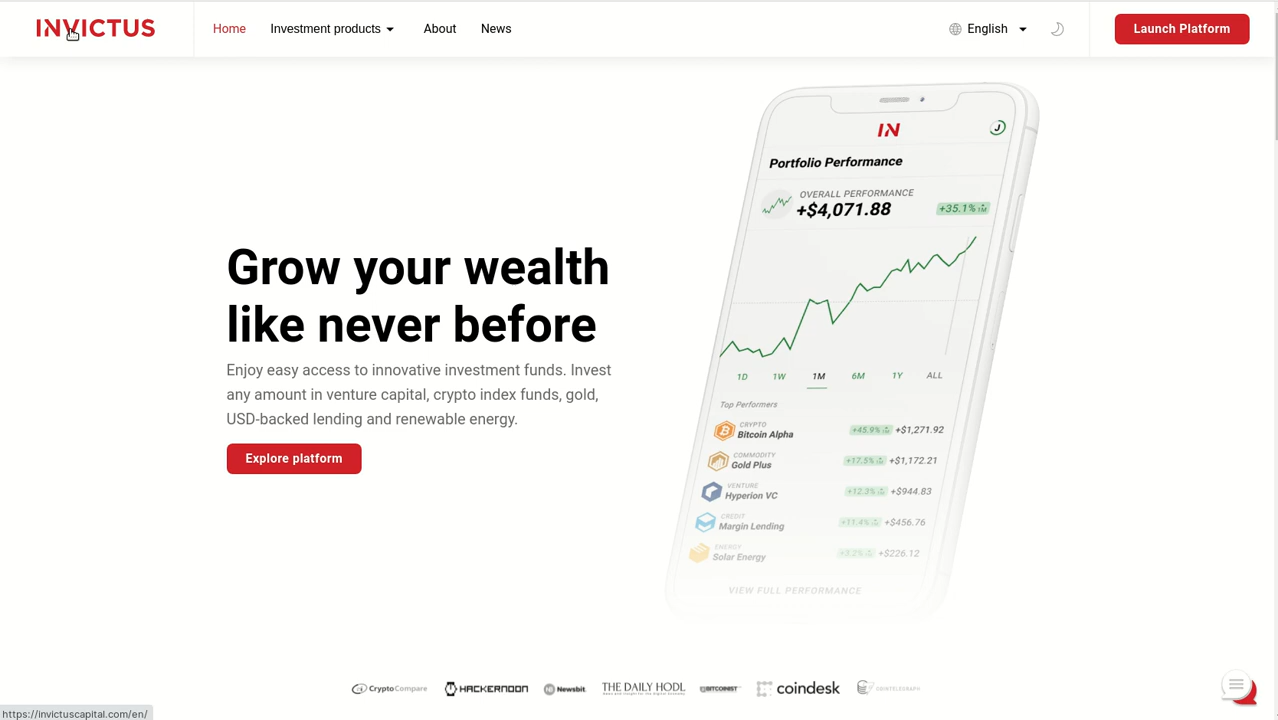 INVICTUS
Home
Investment products
About
News
English
Launch Platform
IN
J
Portfolio Performance
OVERALL PERFORMANCE
+$4,071.88
+35.1% 1M
Grow your wealth
like never before
Enjoy easy access to innovative investment funds. Invest
any amount in venture capital, crypto index funds, gold,
USD-backed lending and renewable energy.
Explore platform
1D 1W 1M 6M 1Y ALL
Top Performers
CRYPTO
Bitcoin Alpha
+45.9%
+$1,271.92
COMMODITY
Gold Plus
+17.5%
+$1,172.21
VENTURE
Hyperion VC
+12.3%
+$944.83
CREDIT
Margin Lending
+11.4%
+$456.76
ENERGY
Solar Energy
+3.2%
+$226.12
VIEW FULL PERFORMANCE
CryptoCompare
HACKERNOON
Newsbit.
THE DAILY HODL
BITCOINIST
coindesk
COINTELEGRAPH
https://invictuscapital.com/en/